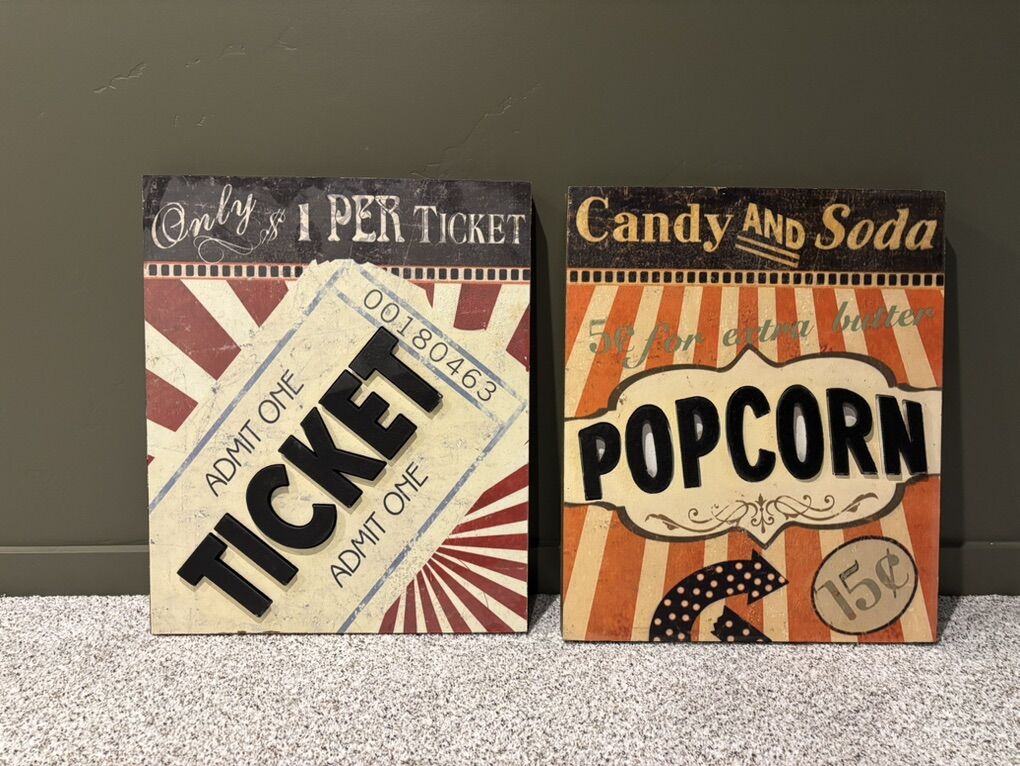 Only $1 PER TICKET
00180463
ADMIT ONE
TICKET
ADMIT ONE
Candy AND Soda
5¢ for extra butter
POPCORN
15¢